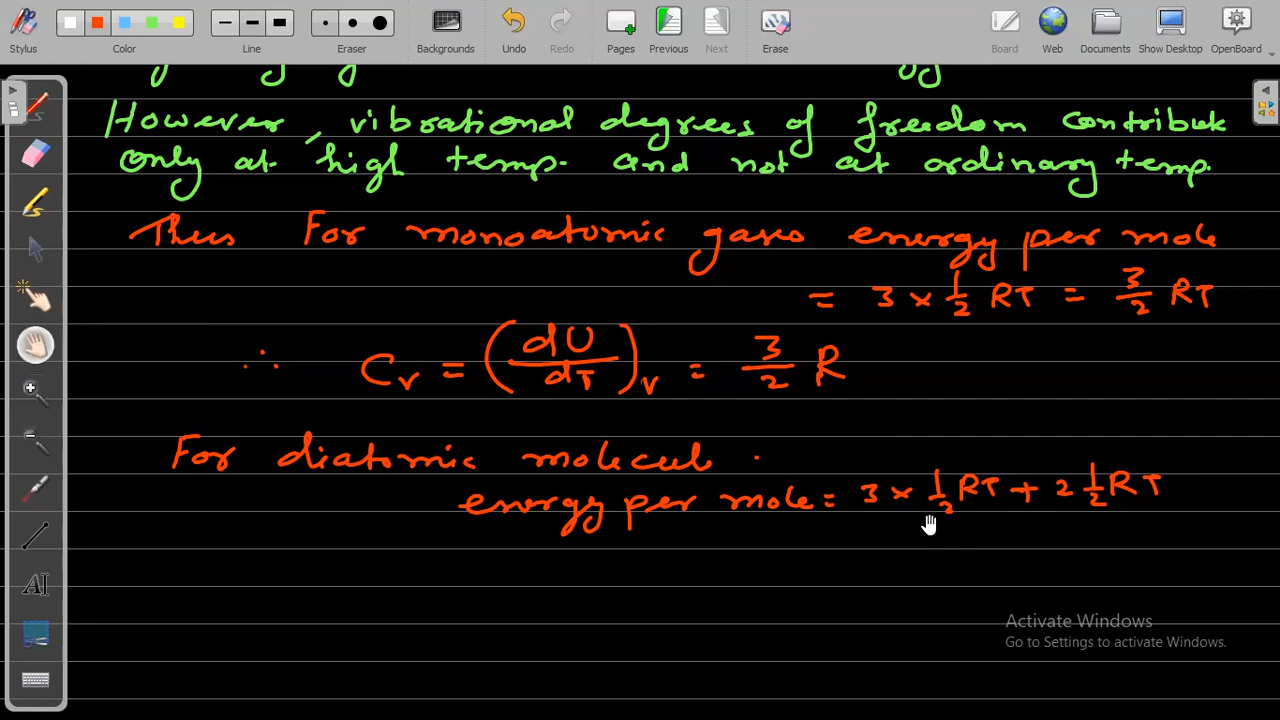 Stylus
Color
Line
Eraser
Backgrounds
Undo
Redo
Pages
Previous
Next
Erase
Board
Web
Documents
Show Desktop
OpenBoard
However, vibrational degrees of freedom contribute
only at high temp. and not at ordinary temp.
Thus For monoatomic gases energy per mole
= 3 × 1/2 RT = 3/2 RT
∴ Cv = (dU/dT)v = 3/2 R
For diatomic molecule .
energy per mole = 3 × 1/2 RT + 2 1/2 RT
Activate Windows
Go to Settings to activate Windows.
AI